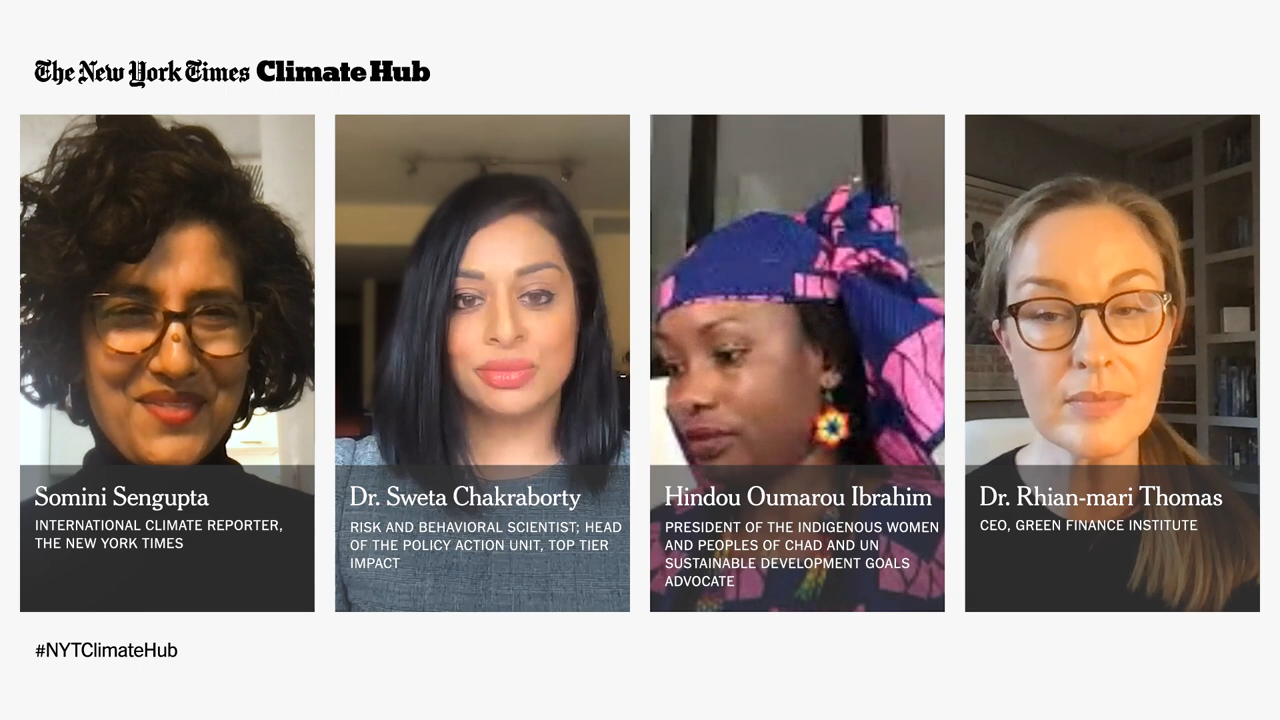 The New York Times Climate Hub
Somini Sengupta
INTERNATIONAL CLIMATE REPORTER,
THE NEW YORK TIMES
Dr. Sweta Chakraborty
RISK AND BEHAVIORAL SCIENTIST; HEAD
OF THE POLICY ACTION UNIT, TOP TIER
IMPACT
Hindou Oumarou Ibrahim
PRESIDENT OF THE INDIGENOUS WOMEN
AND PEOPLES OF CHAD AND UN
SUSTAINABLE DEVELOPMENT GOALS
ADVOCATE
Dr. Rhian-mari Thomas
CEO, GREEN FINANCE INSTITUTE
#NYTClimateHub